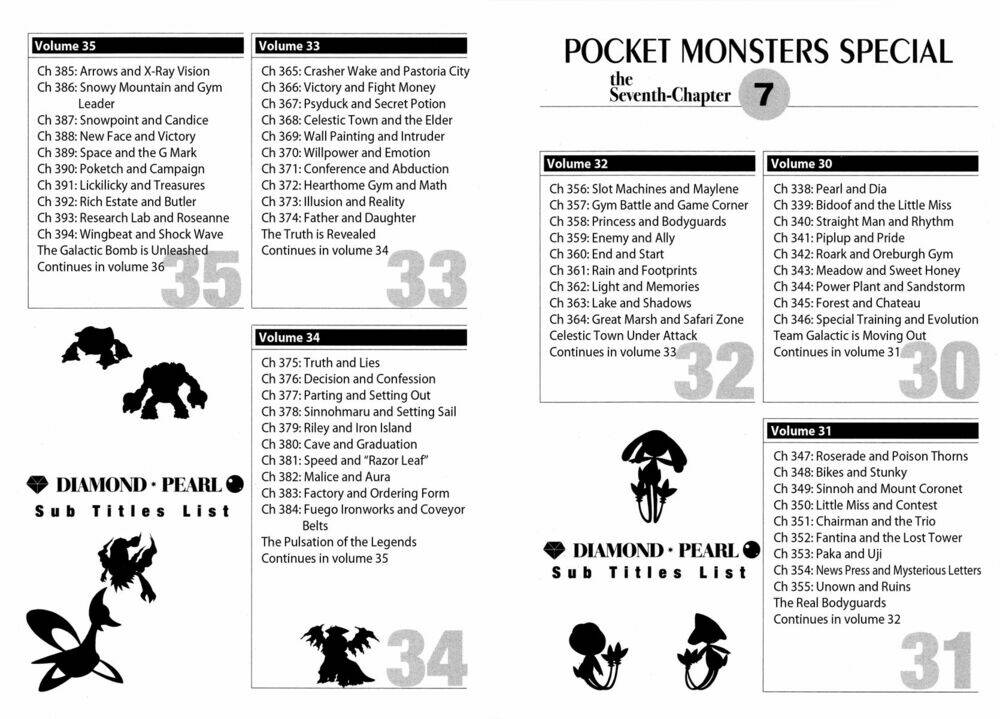 POCKET MONSTERS SPECIAL
the
Seventh-Chapter
7
Volume 30
Ch 338: Pearl and Dia
Ch 339: Bidoof and the Little Miss
Ch 340: Straight Man and Rhythm
Ch 341: Piplup and Pride
Ch 342: Roark and Oreburgh Gym
Ch 343: Meadow and Sweet Honey
Ch 344: Power Plant and Sandstorm
Ch 345: Forest and Chateau
Ch 346: Special Training and Evolution
Team Galactic is Moving Out
Continues in volume 31
30
Volume 31
Ch 347: Roserade and Poison Thorns
Ch 348: Bikes and Stunky
Ch 349: Sinnoh and Mount Coronet
Ch 350: Little Miss and Contest
Ch 351: Chairman and the Trio
Ch 352: Fantina and the Lost Tower
Ch 353: Paka and Uji
Ch 354: News Press and Mysterious Letters
Ch 355: Unown and Ruins
The Real Bodyguards
Continues in volume 32
31
Volume 32
Ch 356: Slot Machines and Maylene
Ch 357: Gym Battle and Game Corner
Ch 358: Princess and Bodyguards
Ch 359: Enemy and Ally
Ch 360: End and Start
Ch 361: Rain and Footprints
Ch 362: Light and Memories
Ch 363: Lake and Shadows
Ch 364: Great Marsh and Safari Zone
Celestic Town Under Attack
Continues in volume 33
32
DIAMOND · PEARL
Sub Titles List
Volume 33
Ch 365: Crasher Wake and Pastoria City
Ch 366: Victory and Fight Money
Ch 367: Psyduck and Secret Potion
Ch 368: Celestic Town and the Elder
Ch 369: Wall Painting and Intruder
Ch 370: Willpower and Emotion
Ch 371: Conference and Abduction
Ch 372: Hearthome Gym and Math
Ch 373: Illusion and Reality
Ch 374: Father and Daughter
The Truth is Revealed
Continues in volume 34
33
Volume 34
Ch 375: Truth and Lies
Ch 376: Decision and Confession
Ch 377: Parting and Setting Out
Ch 378: Sinnohmaru and Setting Sail
Ch 379: Riley and Iron Island
Ch 380: Cave and Graduation
Ch 381: Speed and “Razor Leaf”
Ch 382: Malice and Aura
Ch 383: Factory and Ordering Form
Ch 384: Fuego Ironworks and Coveyor
Belts
The Pulsation of the Legends
Continues in volume 35
34
Volume 35
Ch 385: Arrows and X-Ray Vision
Ch 386: Snowy Mountain and Gym
Leader
Ch 387: Snowpoint and Candice
Ch 388: New Face and Victory
Ch 389: Space and the G Mark
Ch 390: Poketch and Campaign
Ch 391: Lickilicky and Treasures
Ch 392: Rich Estate and Butler
Ch 393: Research Lab and Roseanne
Ch 394: Wingbeat and Shock Wave
The Galactic Bomb is Unleashed
Continues in volume 36
35
DIAMOND · PEARL
Sub Titles List